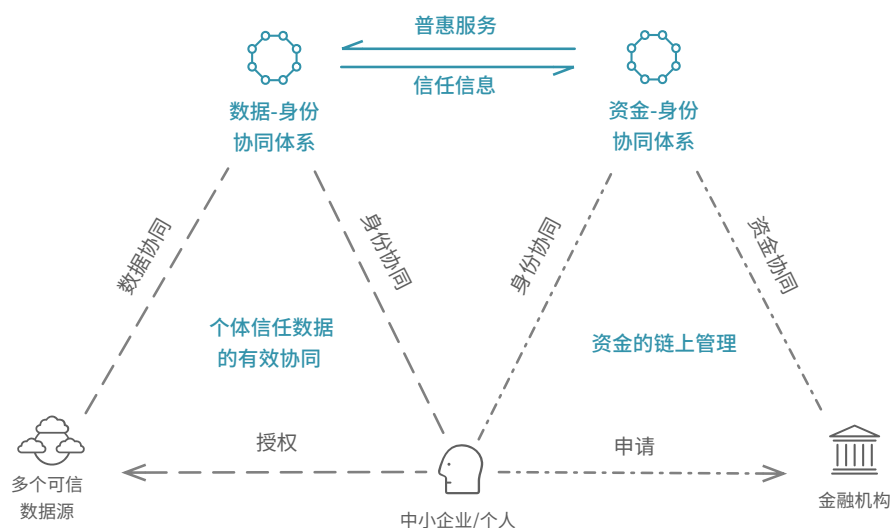 普惠服务
信任信息
数据-身份
协同体系
资金-身份
协同体系
数据协同
身份协同
身份协同
资金协同
个体信任数据
的有效协同
资金的链上管理
授权
申请
多个可信
数据源
中小企业/个人
金融机构